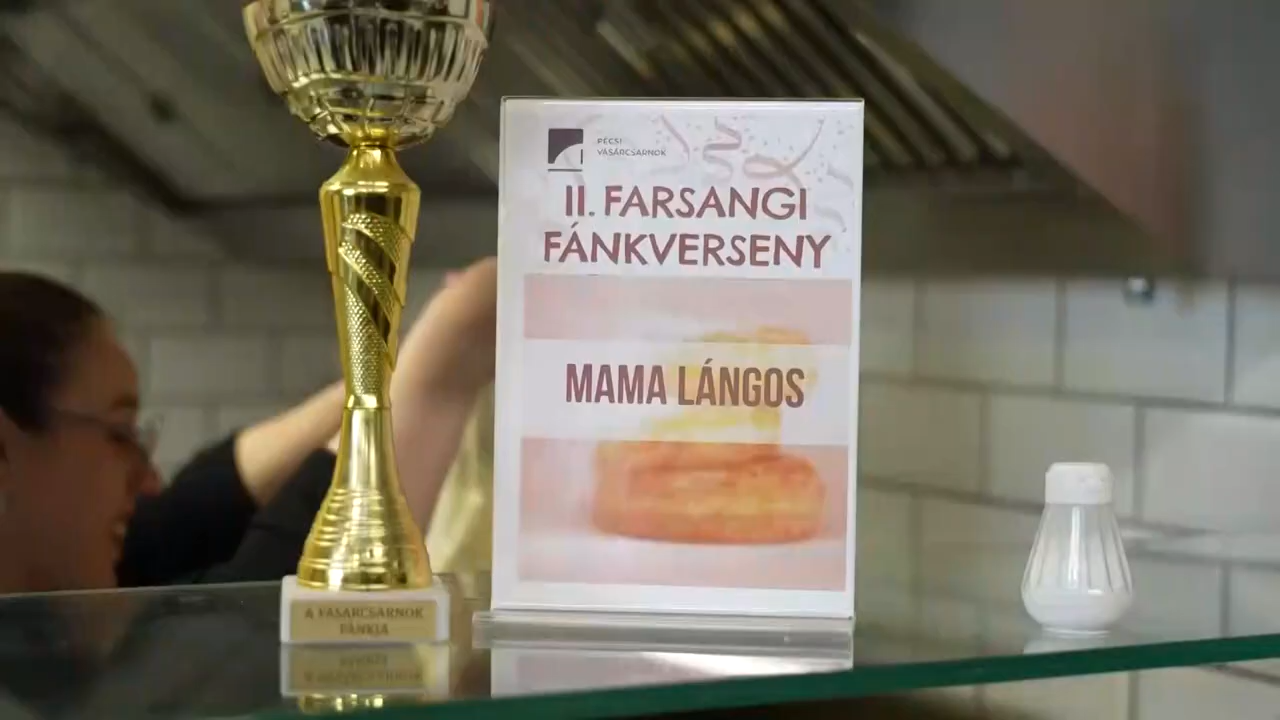 PÉCSI
VÁSÁRCSARNOK
II. FARSANGI
FÁNKVERSENY
MAMA LÁNGOS
A VÁSÁRCSARNOK
FÁNKJA